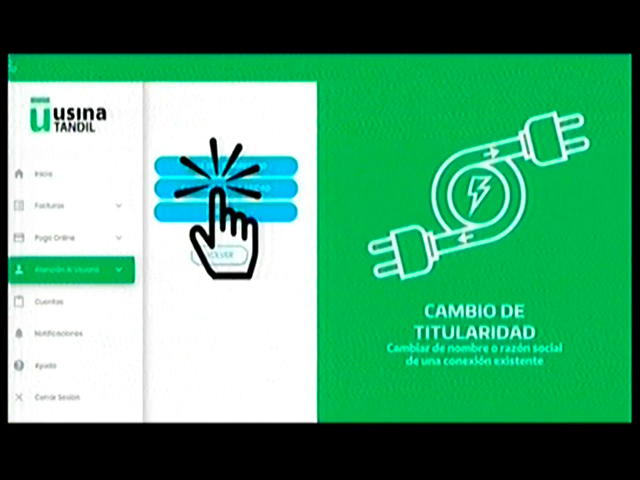 usina
TANDIL
Inicio
Facturas
Pago Online
Atención al Usuario
Cuentas
Notificaciones
Ayuda
Cerrar Sesión
VOLVER
CAMBIO DE
TITULARIDAD
Cambiar de nombre o razón social
de una conexión existente